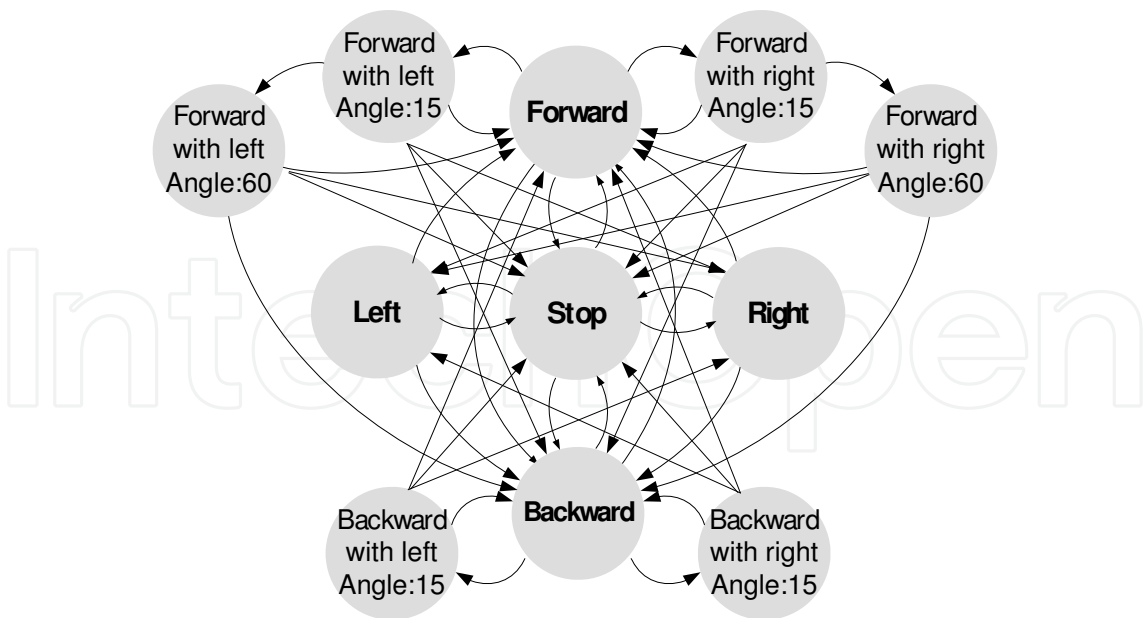 Forward
with left
Angle:15
Forward
Forward
with right
Angle:15
Forward
with left
Angle:60
Forward
with right
Angle:60
Left
Stop
Right
Backward
Backward
with left
Angle:15
Backward
with right
Angle:15
IntechOpen